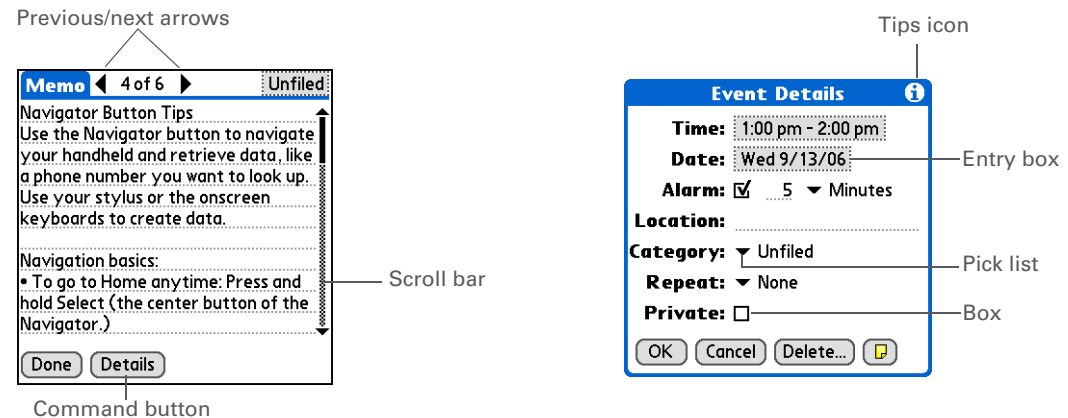 Previous/next arrows
Memo 4 of 6 Unfiled
Navigator Button Tips
Use the Navigator button to navigate
your handheld and retrieve data, like
a phone number you want to look up.
Use your stylus or the onscreen
keyboards to create data.
Navigation basics:
• To go to Home anytime: Press and
hold Select (the center button of the
Navigator.)
Done Details
Scroll bar
Command button
Tips icon
Event Details i
Time: 1:00 pm - 2:00 pm
Date: Wed 9/13/06
Entry box
Alarm: 5 Minutes
Location:
Category: Unfiled
Pick list
Repeat: None
Private:
Box
OK Cancel Delete...